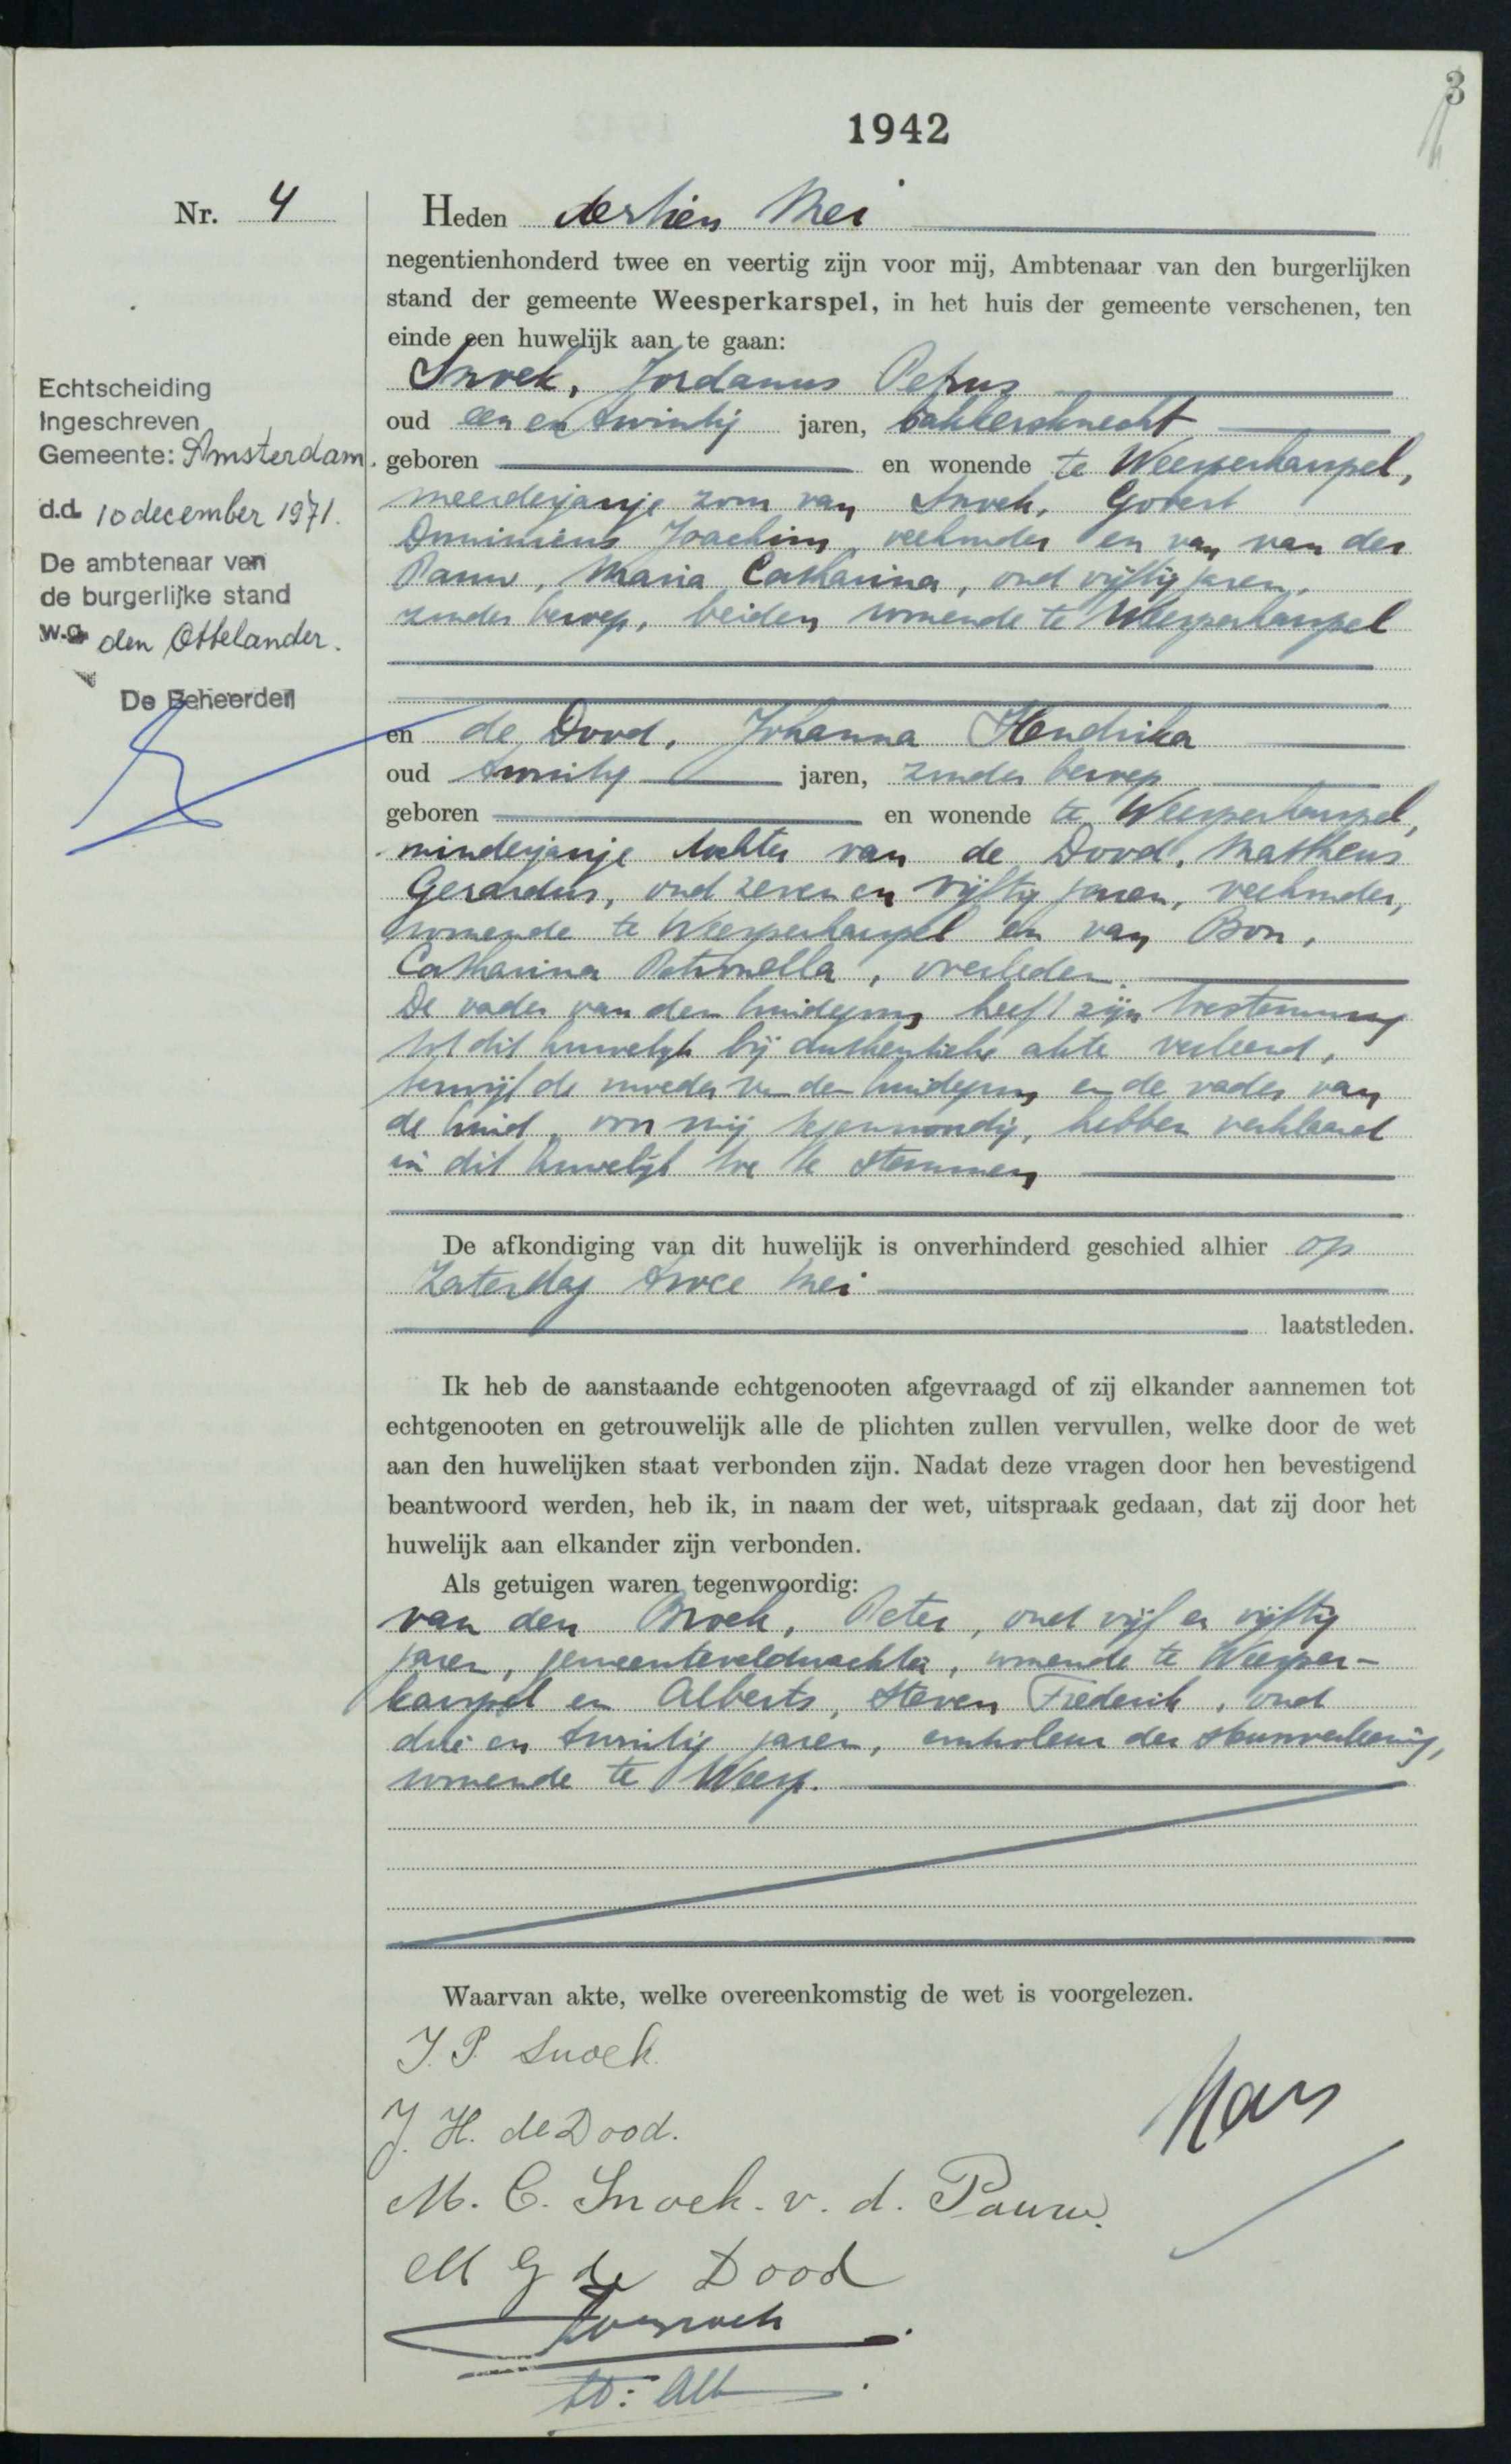 3
1942
Nr. 4
Heden dertien Mei
negentienhonderd twee en veertig zijn voor mij, Ambtenaar van den burgerlijken
stand der gemeente Weesperkarspel, in het huis der gemeente verschenen, ten
einde een huwelijk aan te gaan:
Snoek, Jordanus Petrus
oud een en twintig jaren, bakkersknecht
geboren en wonende te Weesperkarspel,
meerderjarige zoon van Snoek, Govert
Dominicus Joachim, veehouder en van van der
Pauw, Maria Catharina, oud vijftig jaren,
zonder beroep, beiden wonende te Weesperkarspel
en de Dood, Johanna Hendrika
oud twintig jaren, zonder beroep
geboren en wonende te Weesperkarspel,
minderjarige dochter van de Dood, Matheus
Gerardus, oud zeven en vijftig jaren, veehouder,
wonende te Weesperkarspel en van Bon,
Catharina Petronella, overleden.
De vader van den bruidegom heeft zijn toestemming
tot dit huwelijk bij authentieke akte verleend,
terwijl de moeder van den bruidegom en de vader van
de bruid, voor mij tegenwoordig, hebben verklaard
in dit huwelijk toe te stemmen
De afkondiging van dit huwelijk is onverhinderd geschied alhier op
Zaterdag twee Mei
laatstleden.
Ik heb de aanstaande echtgenooten afgevraagd of zij elkander aannemen tot
echtgenooten en getrouwelijk alle de plichten zullen vervullen, welke door de wet
aan den huwelijken staat verbonden zijn. Nadat deze vragen door hen bevestigend
beantwoord werden, heb ik, in naam der wet, uitspraak gedaan, dat zij door het
huwelijk aan elkander zijn verbonden.
Als getuigen waren tegenwoordig:
van den Broek, Peter, oud vijf en vijftig
jaren, gemeenteveldwachter, wonende te Weesper-
karspel en Alberts, Steven Frederik, oud
drie en twintig jaren, controleur der steunverleening,
wonende te Weesp.
Waarvan akte, welke overeenkomstig de wet is voorgelezen.
J. P. Snoek
J. H. de Dood.
M. C. Snoek - v. d. Pauw.
M G de Dood
Echtscheiding
Ingeschreven
Gemeente: Amsterdam.
d.d. 10 december 1971.
De ambtenaar van
de burgerlijke stand
w.g. den Ottelander.
De Beheerder